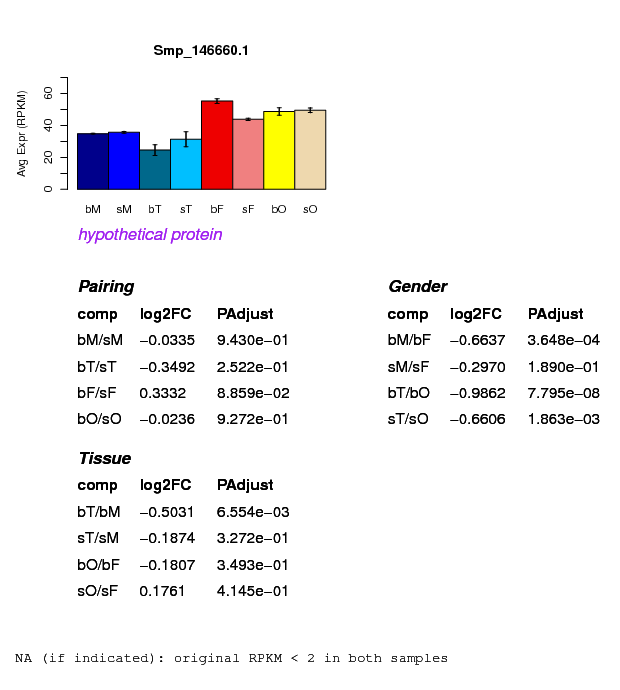 Smp_146660.1
Avg Expr (RPKM)
0 20 40 60
bM sM bT sT bF sF bO sO
hypothetical protein
Pairing
comp log2FC PAdjust
bM/sM −0.0335 9.430e−01
bT/sT −0.3492 2.522e−01
bF/sF 0.3332 8.859e−02
bO/sO −0.0236 9.272e−01
Gender
comp log2FC PAdjust
bM/bF −0.6637 3.648e−04
sM/sF −0.2970 1.890e−01
bT/bO −0.9862 7.795e−08
sT/sO −0.6606 1.863e−03
Tissue
comp log2FC PAdjust
bT/bM −0.5031 6.554e−03
sT/sM −0.1874 3.272e−01
bO/bF −0.1807 3.493e−01
sO/sF 0.1761 4.145e−01
NA (if indicated): original RPKM < 2 in both samples